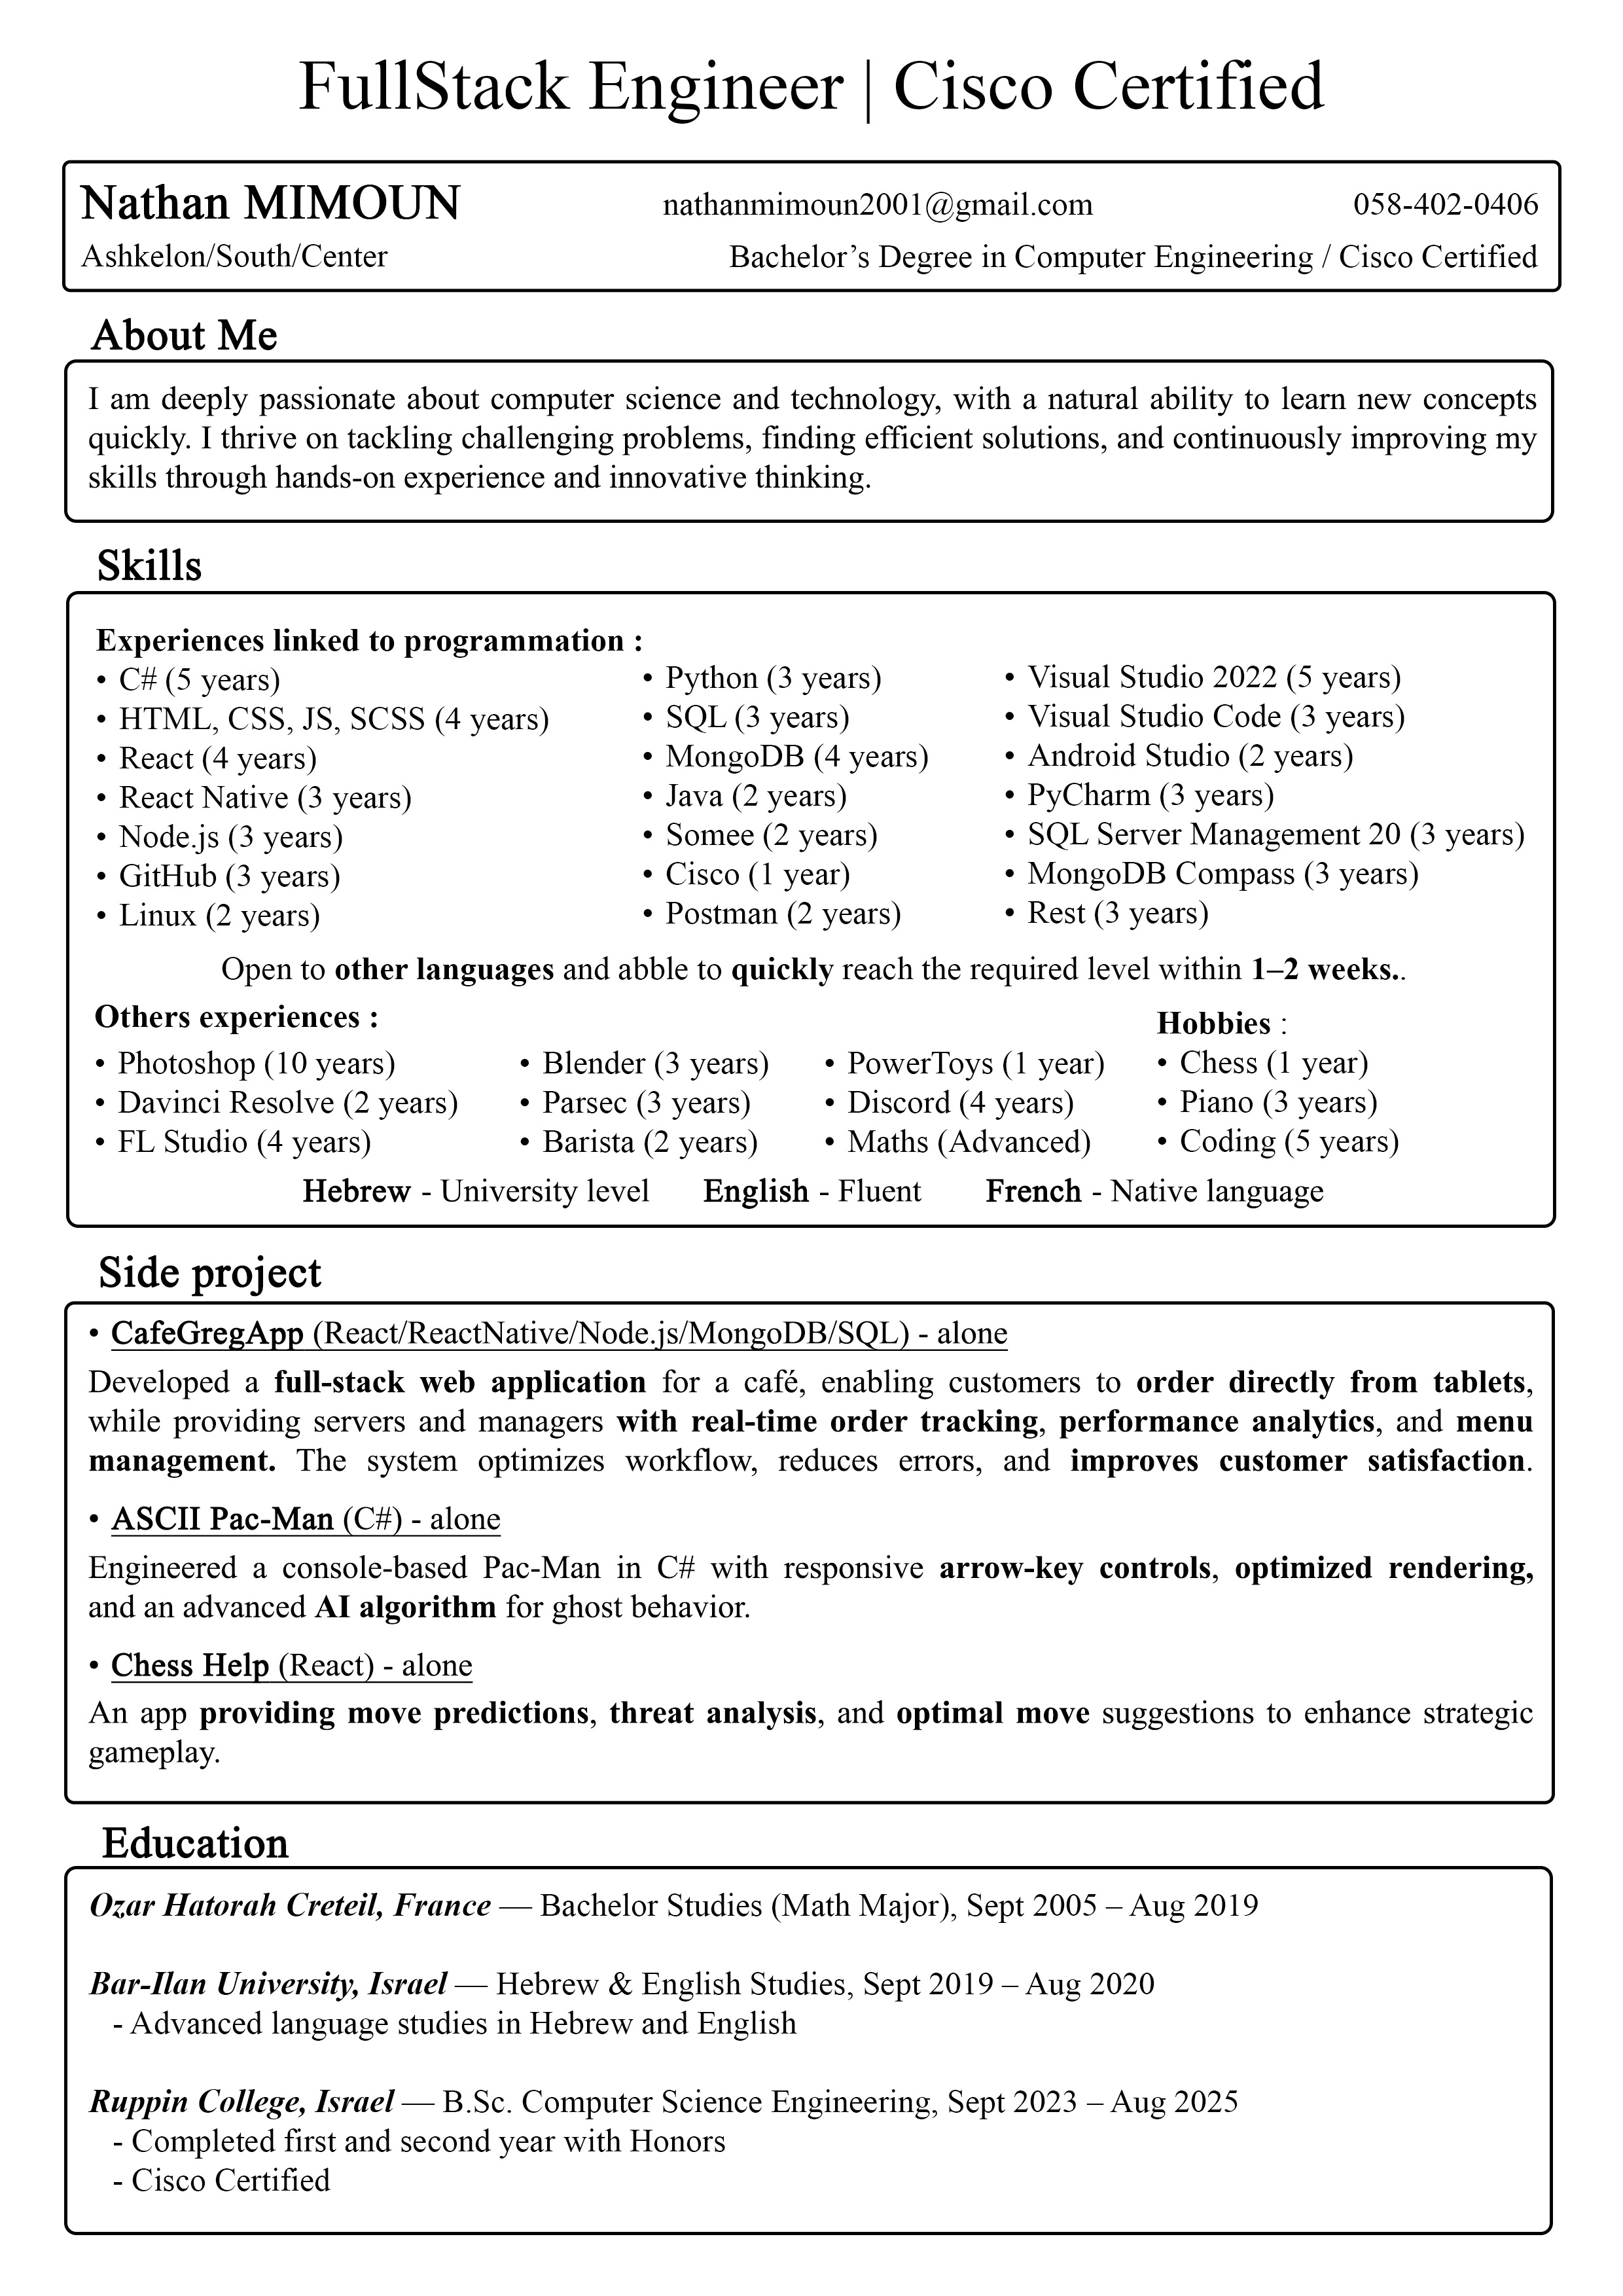 FullStack Engineer | Cisco Certified
Nathan MIMOUN nathanmimoun2001@gmail.com 058-402-0406
Ashkelon/South/Center Bachelor’s Degree in Computer Engineering / Cisco Certified
About Me
I am deeply passionate about computer science and technology, with a natural ability to learn new concepts
quickly. I thrive on tackling challenging problems, finding efficient solutions, and continuously improving my
skills through hands-on experience and innovative thinking.
Skills
Experiences linked to programmation :
• C# (5 years)
• HTML, CSS, JS, SCSS (4 years)
• React (4 years)
• React Native (3 years)
• Node.js (3 years)
• GitHub (3 years)
• Linux (2 years)
• Python (3 years)
• SQL (3 years)
• MongoDB (4 years)
• Java (2 years)
• Somee (2 years)
• Cisco (1 year)
• Postman (2 years)
• Visual Studio 2022 (5 years)
• Visual Studio Code (3 years)
• Android Studio (2 years)
• PyCharm (3 years)
• SQL Server Management 20 (3 years)
• MongoDB Compass (3 years)
• Rest (3 years)
Open to other languages and abble to quickly reach the required level within 1–2 weeks..
Others experiences :
• Photoshop (10 years)
• Davinci Resolve (2 years)
• FL Studio (4 years)
• Blender (3 years)
• Parsec (3 years)
• Barista (2 years)
• PowerToys (1 year)
• Discord (4 years)
• Maths (Advanced)
Hobbies :
• Chess (1 year)
• Piano (3 years)
• Coding (5 years)
Hebrew - University level English - Fluent French - Native language
Side project
• CafeGregApp (React/ReactNative/Node.js/MongoDB/SQL) - alone
Developed a full-stack web application for a café, enabling customers to order directly from tablets,
while providing servers and managers with real-time order tracking, performance analytics, and menu
management. The system optimizes workflow, reduces errors, and improves customer satisfaction.
• ASCII Pac-Man (C#) - alone
Engineered a console-based Pac-Man in C# with responsive arrow-key controls, optimized rendering,
and an advanced AI algorithm for ghost behavior.
• Chess Help (React) - alone
An app providing move predictions, threat analysis, and optimal move suggestions to enhance strategic
gameplay.
Education
Ozar Hatorah Creteil, France — Bachelor Studies (Math Major), Sept 2005 – Aug 2019
Bar-Ilan University, Israel — Hebrew & English Studies, Sept 2019 – Aug 2020
- Advanced language studies in Hebrew and English
Ruppin College, Israel — B.Sc. Computer Science Engineering, Sept 2023 – Aug 2025
- Completed first and second year with Honors
- Cisco Certified